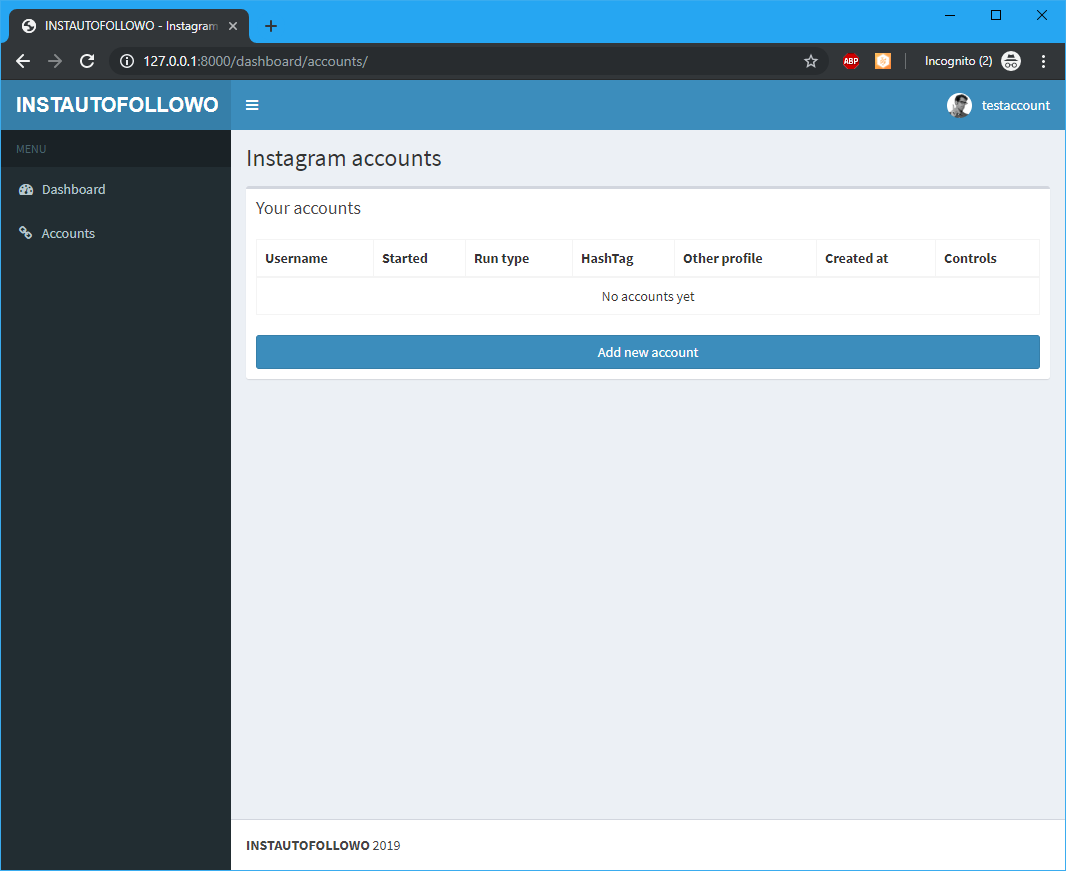 INSTAUTOFOLLOWO - Instagram
127.0.0.1:8000/dashboard/accounts/
ABP
Incognito (2)
INSTAUTOFOLLOWO
testaccount
MENU
Dashboard
Accounts
Instagram accounts
Your accounts
Username Started Run type HashTag Other profile Created at Controls
No accounts yet
Add new account
INSTAUTOFOLLOWO 2019